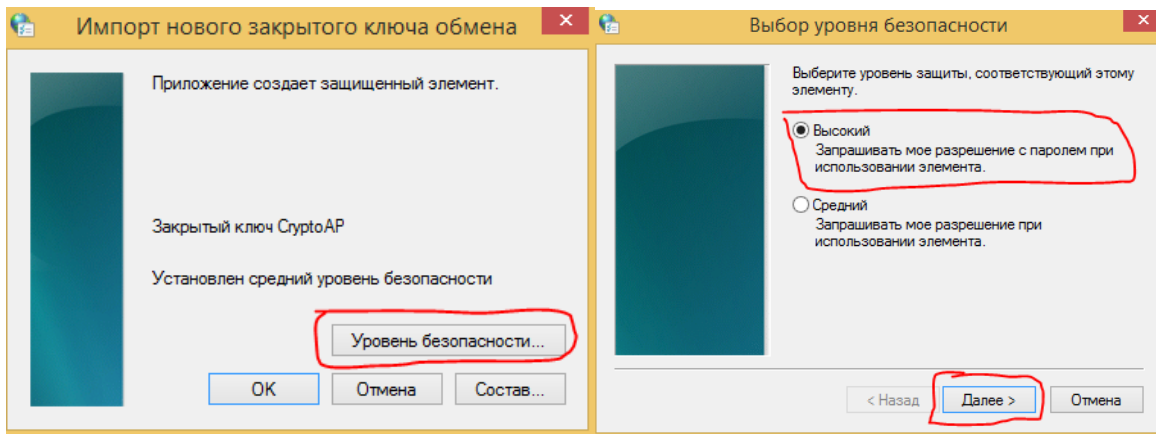 Импорт нового закрытого ключа обмена
Приложение создает защищенный элемент.
Закрытый ключ CryptoAP
Установлен средний уровень безопасности
Уровень безопасности...
OK
Отмена
Состав...
Выбор уровня безопасности
Выберите уровень защиты, соответствующий этому
элементу.
Высокий
Запрашивать мое разрешение с паролем при
использовании элемента.
Средний
Запрашивать мое разрешение при
использовании элемента.
< Назад
Далее >
Отмена